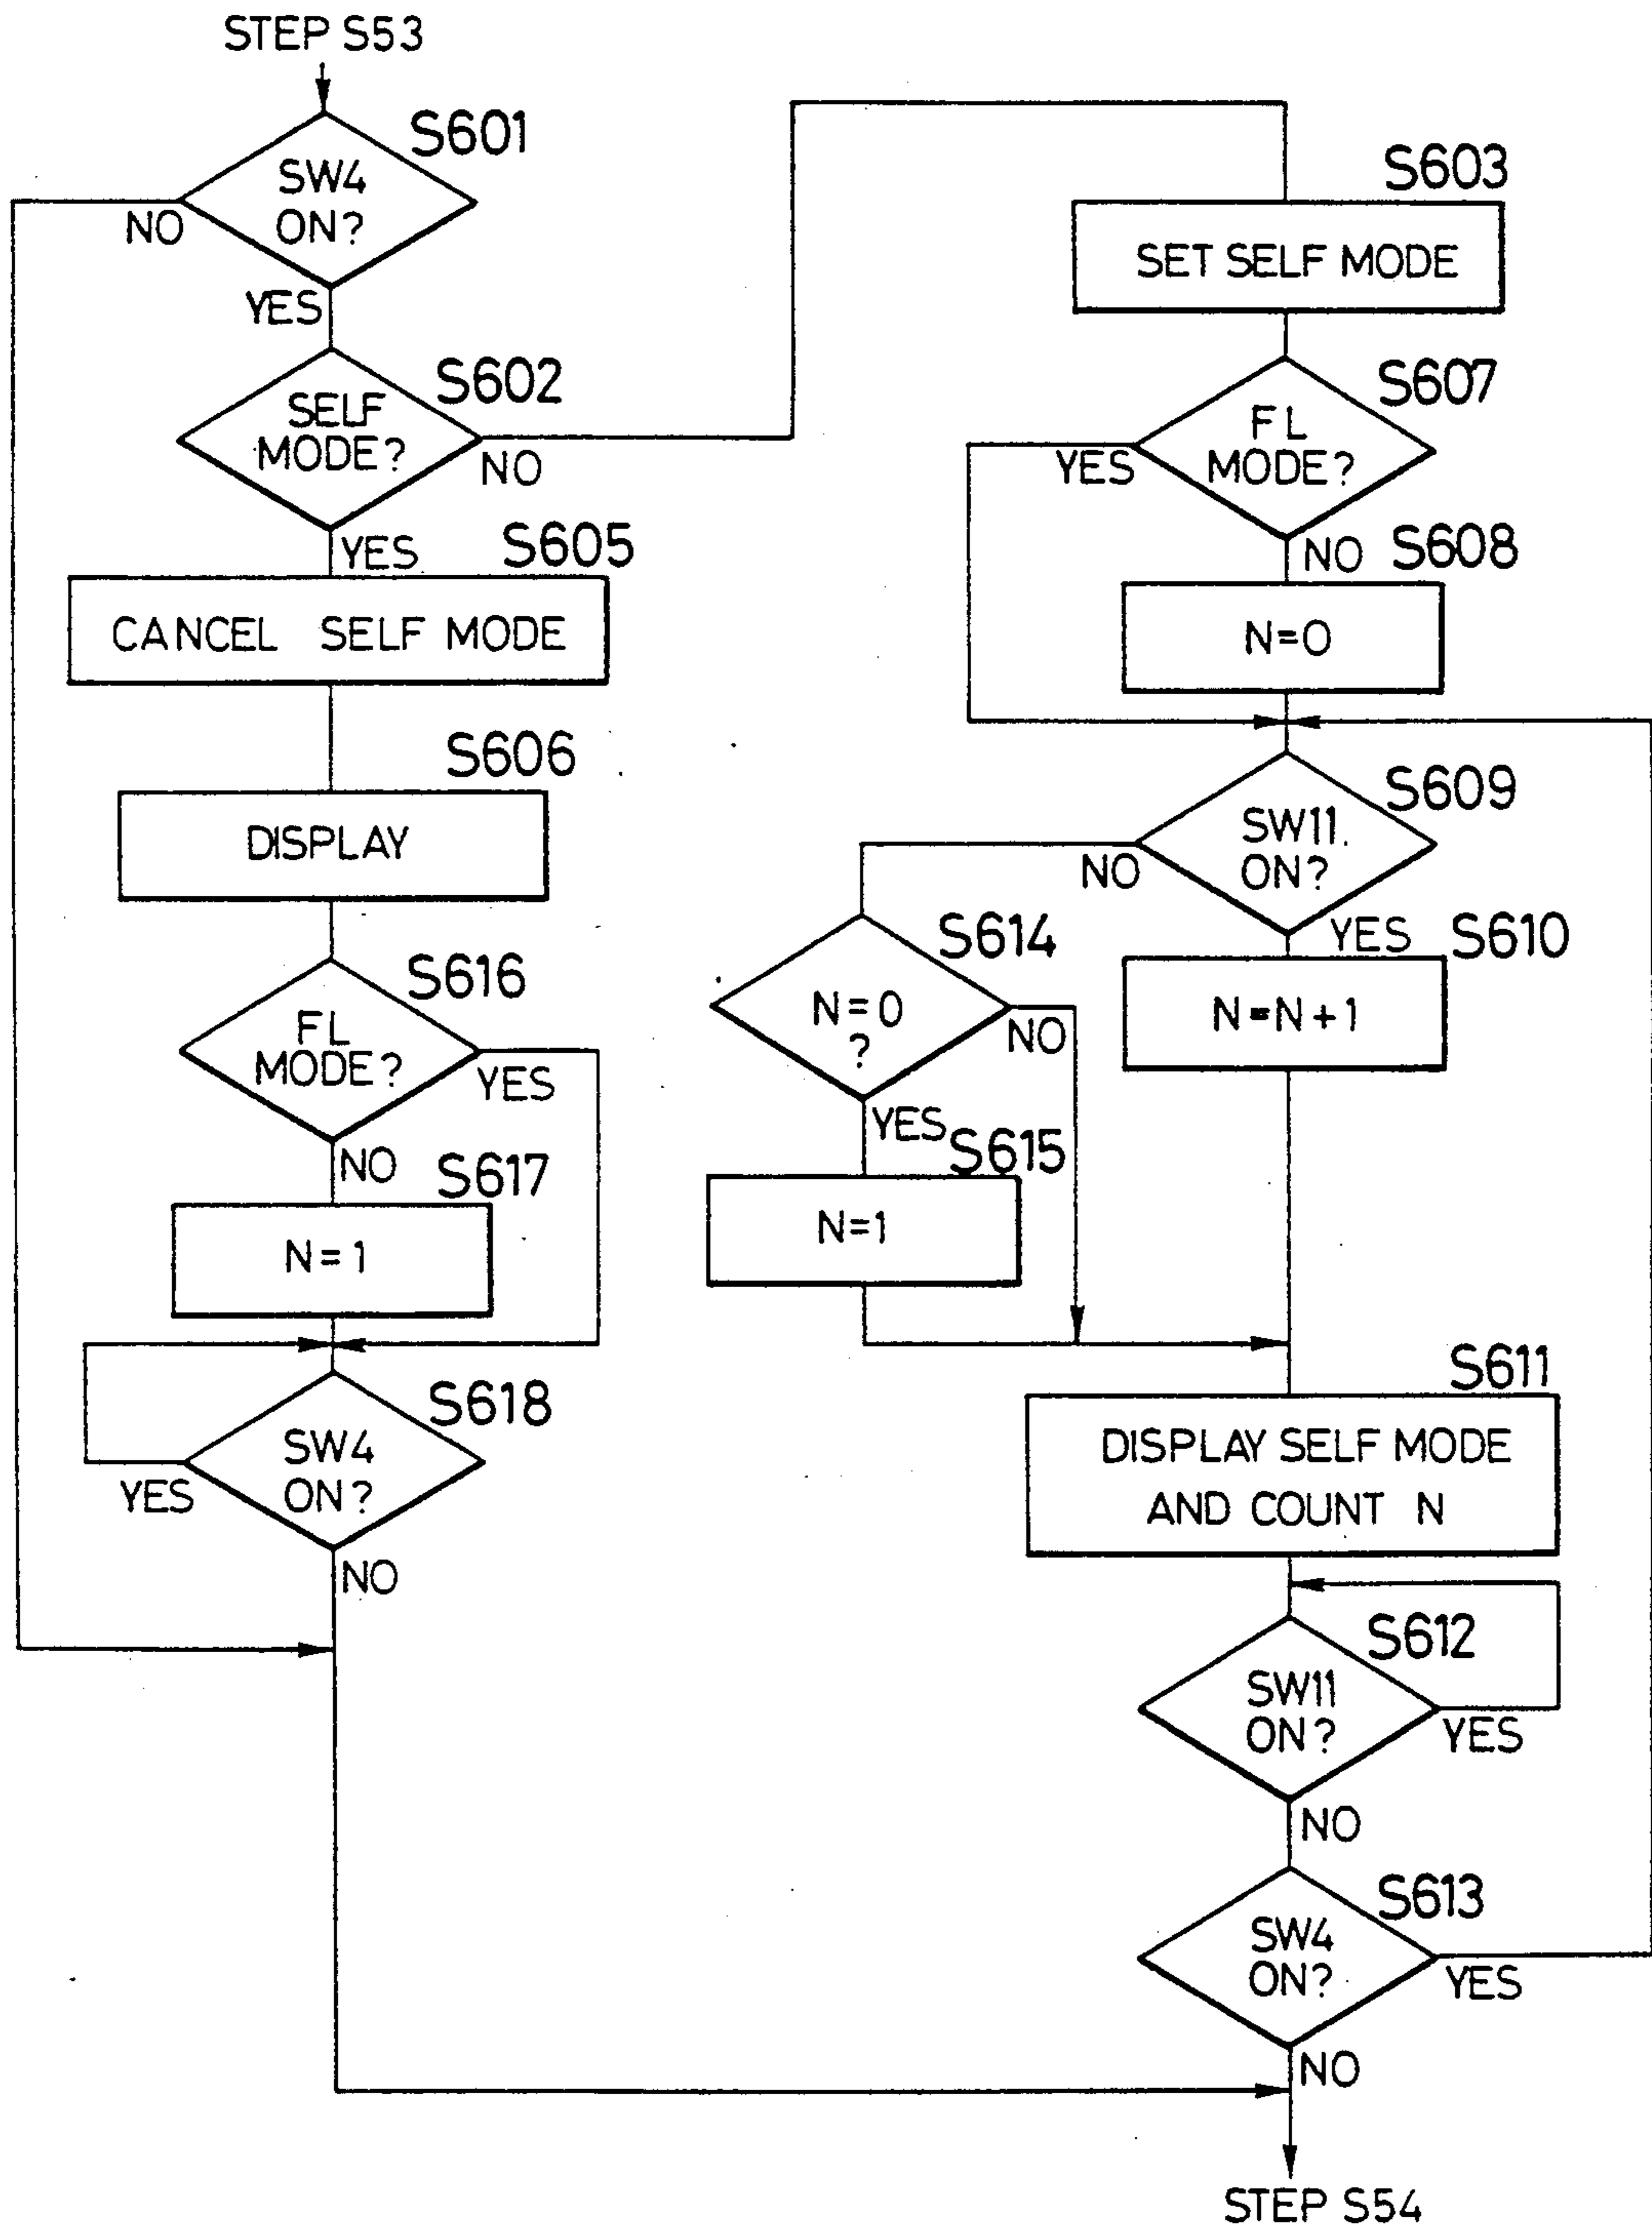 STEP S53
S601
SW4
ON?
NO
YES
S602
SELF
MODE?
NO
YES
S605
CANCEL SELF MODE
S606
DISPLAY
S616
FL
MODE?
YES
NO
S617
N=1
S618
SW4
ON?
YES
NO
S603
SET SELF MODE
S607
FL
MODE?
YES
NO
S608
N=0
S609
SW11
ON?
NO
YES
S610
N=N+1
S614
N=0
?
NO
YES
S615
N=1
S611
DISPLAY SELF MODE
AND COUNT N
S612
SW11
ON?
YES
NO
S613
SW4
ON?
YES
NO
STEP S54